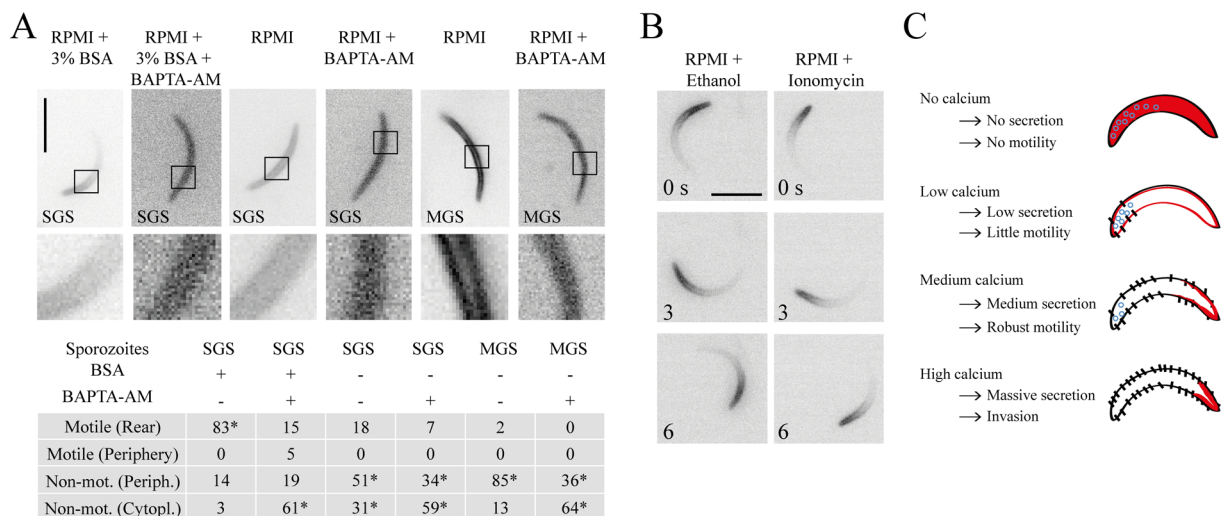 A
RPMI +
3% BSA
RPMI +
3% BSA +
BAPTA-AM
RPMI
RPMI +
BAPTA-AM
RPMI
RPMI +
BAPTA-AM
SGS
SGS
SGS
SGS
MGS
MGS
Sporozoites SGS SGS SGS SGS MGS MGS
BSA + + - - - -
BAPTA-AM - + - + - +
Motile (Rear) 83* 15 18 7 2 0
Motile (Periphery) 0 5 0 0 0 0
Non-mot. (Periph.) 14 19 51* 34* 85* 36*
Non-mot. (Cytopl.) 3 61* 31* 59* 13 64*
B
RPMI +
Ethanol
RPMI +
Ionomycin
0 s
0 s
3
3
6
6
C
No calcium
→ No secretion
→ No motility
Low calcium
→ Low secretion
→ Little motility
Medium calcium
→ Medium secretion
→ Robust motility
High calcium
→ Massive secretion
→ Invasion